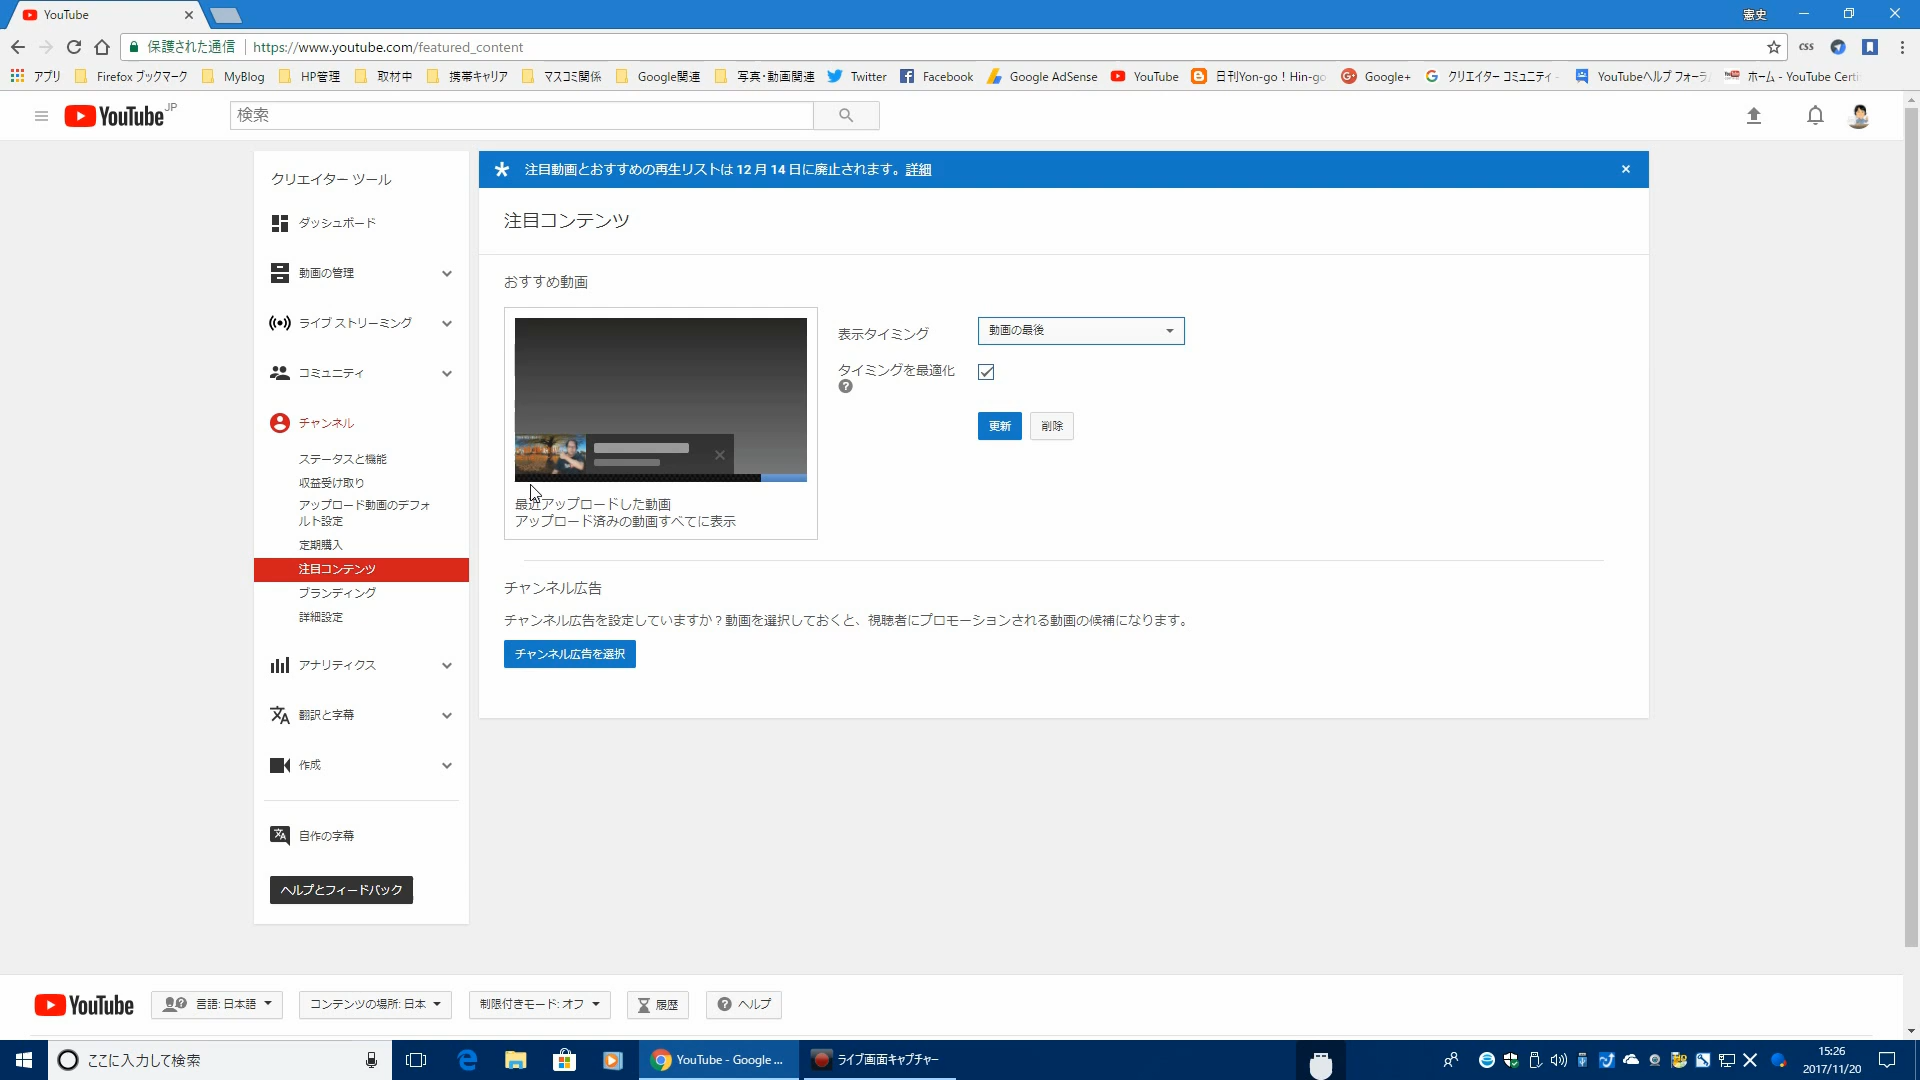 YouTube
憲史
保護された通信 https://www.youtube.com/featured_content
css
アプリ Firefox ブックマーク MyBlog HP管理 取材中 携帯キャリア マスコミ関係 Google関連 写真・動画関連 Twitter Facebook Google AdSense YouTube 日刊Yon-go！Hin-go Google+ クリエイター コミュニティ - YouTubeヘルプ フォーラ ホーム - YouTube Certi
YouTube JP
検索
クリエイター ツール
ダッシュボード
動画の管理
ライブ ストリーミング
コミュニティ
チャンネル
ステータスと機能
収益受け取り
アップロード動画のデフォ
ルト設定
定期購入
注目コンテンツ
ブランディング
詳細設定
アナリティクス
翻訳と字幕
作成
自作の字幕
ヘルプとフィードバック
注目動画とおすすめの再生リストは 12 月 14 日に廃止されます。詳細
注目コンテンツ
おすすめ動画
最近アップロードした動画
アップロード済みの動画すべてに表示
表示タイミング 動画の最後
タイミングを最適化
更新 削除
チャンネル広告
チャンネル広告を設定していますか？動画を選択しておくと、視聴者にプロモーションされる動画の候補になります。
チャンネル広告を選択
YouTube 言語: 日本語 コンテンツの場所: 日本 制限付きモード: オフ 履歴 ヘルプ
ここに入力して検索
YouTube - Google ...
ライブ画面キャプチャー
15:26
2017/11/20